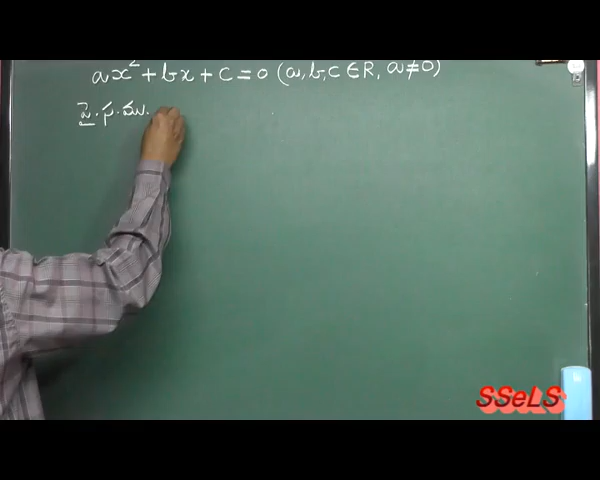 ax² + bx + c = 0 (a, b, c ∈ R, a ≠ 0)
పై. స. ము.
SSeLS